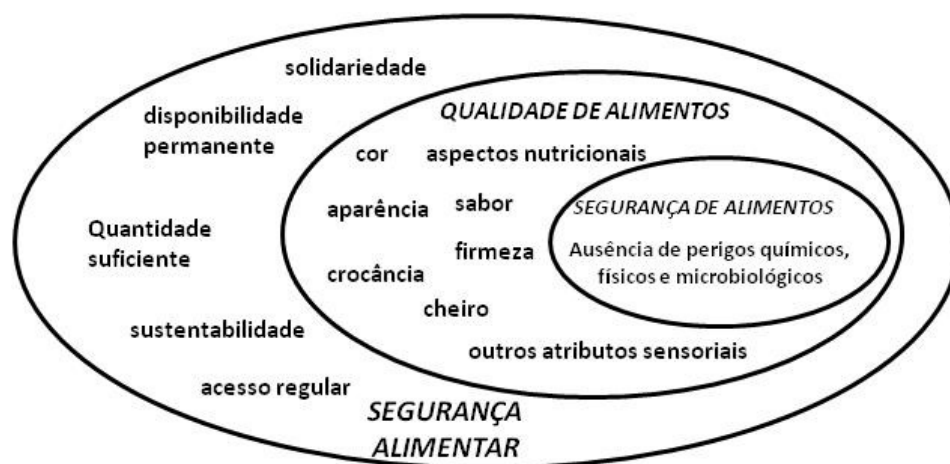 solidariedade
disponibilidade
permanente
Quantidade
suficiente
sustentabilidade
acesso regular
SEGURANÇA
ALIMENTAR
QUALIDADE DE ALIMENTOS
cor
aspectos nutricionais
aparência
sabor
firmeza
crocância
cheiro
outros atributos sensoriais
SEGURANÇA DE ALIMENTOS
Ausência de perigos químicos,
físicos e microbiológicos